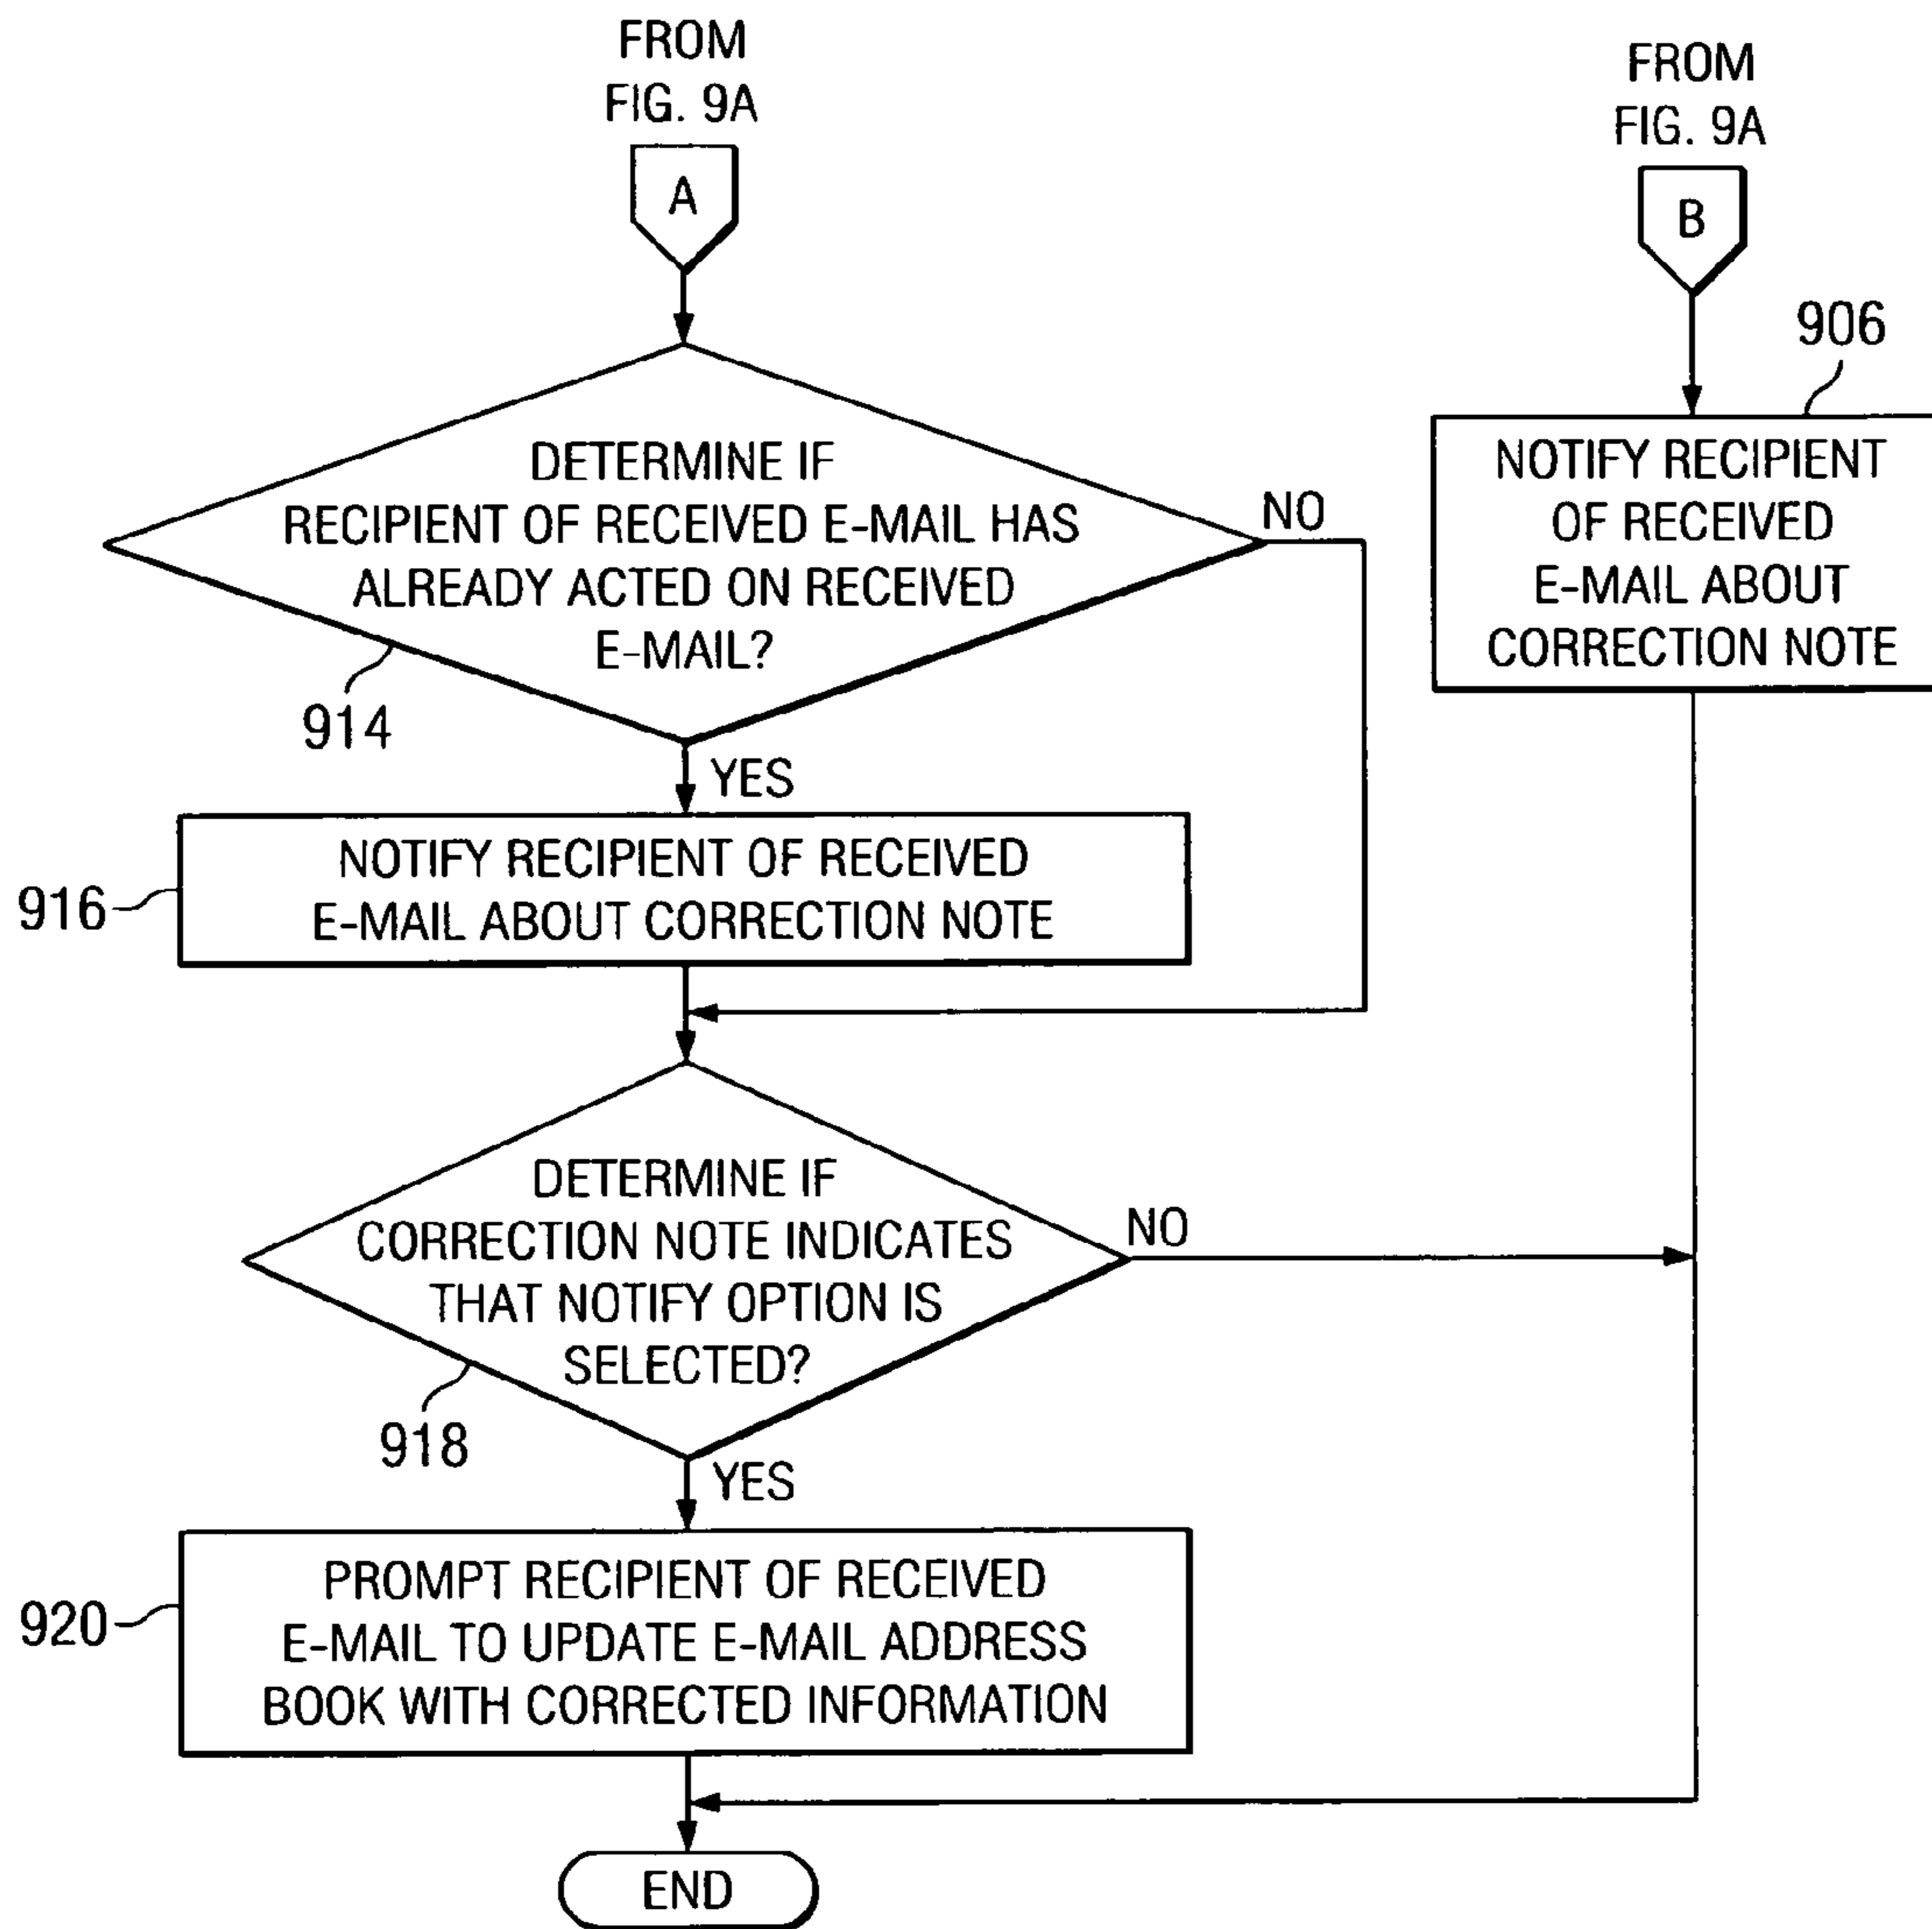 FROM
FIG. 9A
A
DETERMINE IF
RECIPIENT OF RECEIVED E-MAIL HAS
ALREADY ACTED ON RECEIVED
E-MAIL?
914
NO
YES
NOTIFY RECIPIENT OF RECEIVED
E-MAIL ABOUT CORRECTION NOTE
916
DETERMINE IF
CORRECTION NOTE INDICATES
THAT NOTIFY OPTION IS
SELECTED?
918
NO
YES
PROMPT RECIPIENT OF RECEIVED
E-MAIL TO UPDATE E-MAIL ADDRESS
BOOK WITH CORRECTED INFORMATION
920
END
FROM
FIG. 9A
B
906
NOTIFY RECIPIENT
OF RECEIVED
E-MAIL ABOUT
CORRECTION NOTE